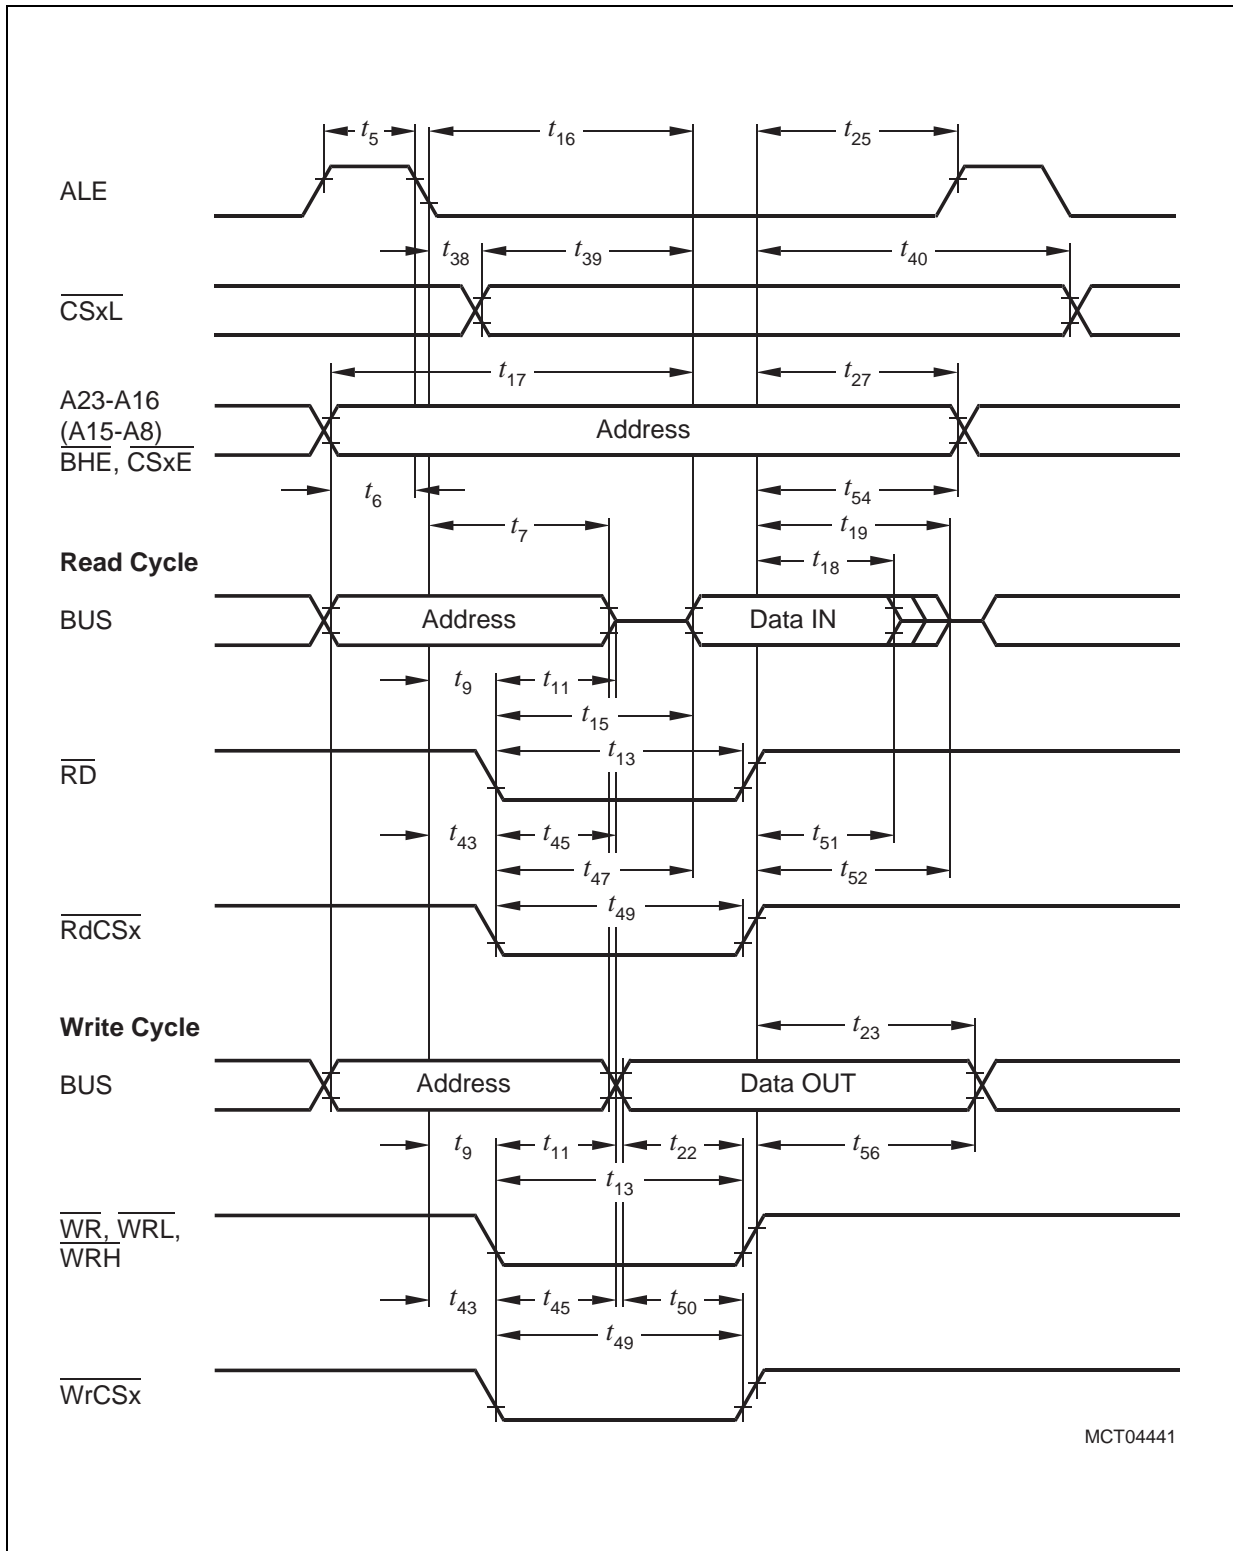 t5 t16 t25
ALE
t38 t39 t40
CSxL
t17 t27
A23-A16
(A15-A8)
BHE, CSxE
Address
t6 t54
t7 t19
Read Cycle
t18
BUS Address Data IN
t9 t11
t15
t13
RD
t43 t45 t51
t47 t52
t49
RdCSx
Write Cycle
t23
BUS Address Data OUT
t9 t11 t22 t56
t13
WR, WRL,
WRH
t43 t45 t50
t49
WrCSx
MCT04441